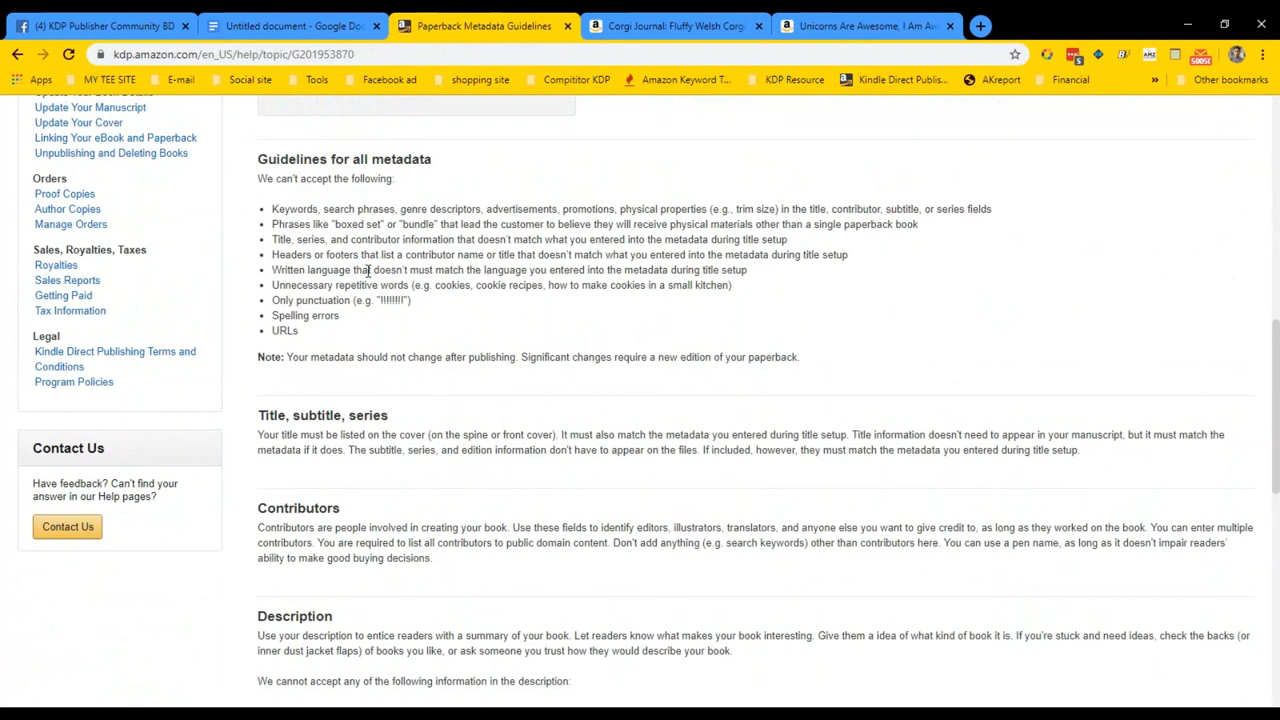 (4) KDP Publisher Community BD
Untitled document - Google Doc
Paperback Metadata Guidelines
Corgi Journal: Fluffy Welsh Corgi
Unicorns Are Awesome, I Am Aw
kdp.amazon.com/en_US/help/topic/G201953870
Apps
MY TEE SITE
E-mail
Social site
Tools
Facebook ad
shopping site
Compititor KDP
Amazon Keyword T...
KDP Resource
Kindle Direct Publis...
AKreport
Financial
»
Other bookmarks
Update Your Manuscript
Update Your Cover
Linking Your eBook and Paperback
Unpublishing and Deleting Books
Orders
Proof Copies
Author Copies
Manage Orders
Sales, Royalties, Taxes
Royalties
Sales Reports
Getting Paid
Tax Information
Legal
Kindle Direct Publishing Terms and
Conditions
Program Policies
Contact Us
Have feedback? Can't find your
answer in our Help pages?
Contact Us
Guidelines for all metadata
We can't accept the following:
• Keywords, search phrases, genre descriptors, advertisements, promotions, physical properties (e.g., trim size) in the title, contributor, subtitle, or series fields
• Phrases like "boxed set" or "bundle" that lead the customer to believe they will receive physical materials other than a single paperback book
• Title, series, and contributor information that doesn't match what you entered into the metadata during title setup
• Headers or footers that list a contributor name or title that doesn't match what you entered into the metadata during title setup
• Written language that doesn't must match the language you entered into the metadata during title setup
• Unnecessary repetitive words (e.g. cookies, cookie recipes, how to make cookies in a small kitchen)
• Only punctuation (e.g. "!!!!!!!!")
• Spelling errors
• URLs
Note: Your metadata should not change after publishing. Significant changes require a new edition of your paperback.
Title, subtitle, series
Your title must be listed on the cover (on the spine or front cover). It must also match the metadata you entered during title setup. Title information doesn't need to appear in your manuscript, but it must match the
metadata if it does. The subtitle, series, and edition information don't have to appear on the files. If included, however, they must match the metadata you entered during title setup.
Contributors
Contributors are people involved in creating your book. Use these fields to identify editors, illustrators, translators, and anyone else you want to give credit to, as long as they worked on the book. You can enter multiple
contributors. You are required to list all contributors to public domain content. Don't add anything (e.g. search keywords) other than contributors here. You can use a pen name, as long as it doesn't impair readers'
ability to make good buying decisions.
Description
Use your description to entice readers with a summary of your book. Let readers know what makes your book interesting. Give them a idea of what kind of book it is. If you're stuck and need ideas, check the backs (or
inner dust jacket flaps) of books you like, or ask someone you trust how they would describe your book.
We cannot accept any of the following information in the description: